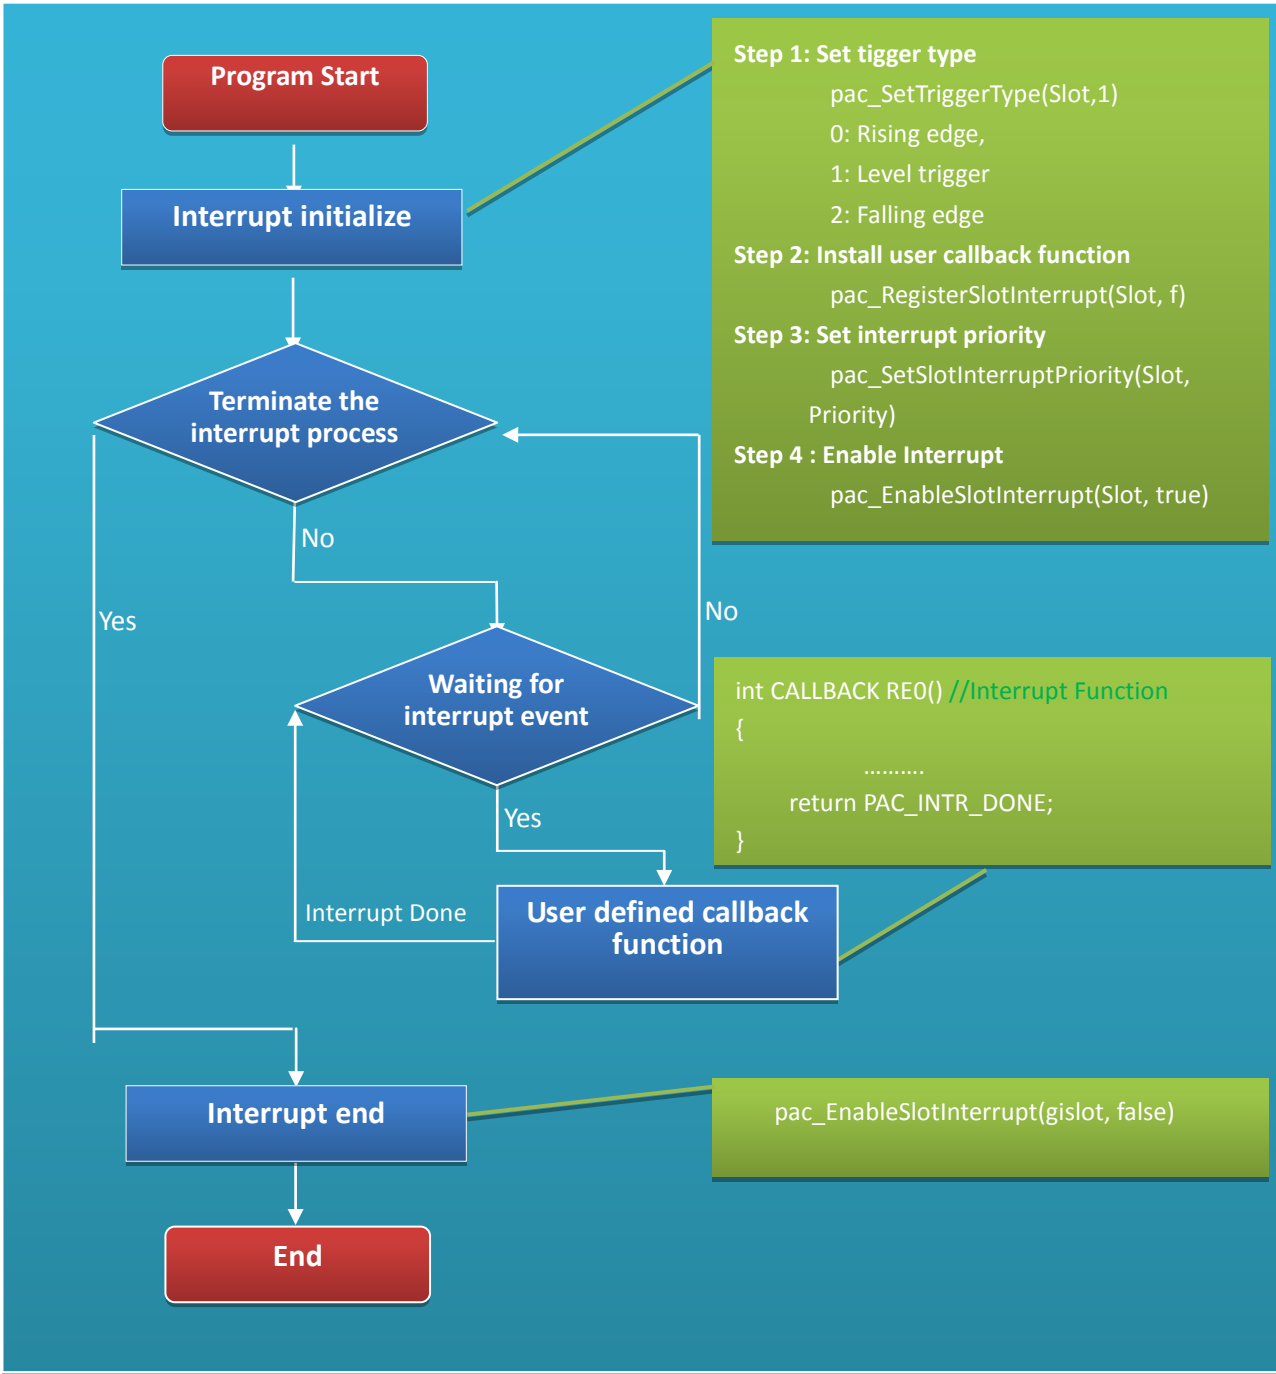 Program Start
Interrupt initialize
Terminate the
interrupt process
No
Yes
Waiting for
interrupt event
No
Yes
Interrupt Done
User defined callback
function
Interrupt end
End
Step 1: Set tigger type
pac_SetTriggerType(Slot,1)
0: Rising edge,
1: Level trigger
2: Falling edge
Step 2: Install user callback function
pac_RegisterSlotInterrupt(Slot, f)
Step 3: Set interrupt priority
pac_SetSlotInterruptPriority(Slot,
Priority)
Step 4 : Enable Interrupt
pac_EnableSlotInterrupt(Slot, true)
int CALLBACK RE0() //Interrupt Function
{
..........
return PAC_INTR_DONE;
}
pac_EnableSlotInterrupt(gislot, false)